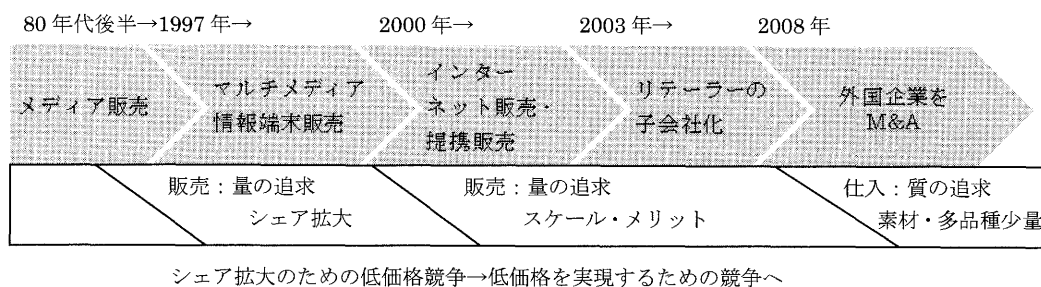 80年代後半→1997年→
2000年→
2003年→
2008年
メディア販売
マルチメディア
情報端末販売
インター
ネット販売・
提携販売
リテーラーの
子会社化
外国企業を
M&A
販売：量の追求
シェア拡大
販売：量の追求
スケール・メリット
仕入：質の追求
素材・多品種少量
シェア拡大のための低価格競争→低価格を実現するための競争へ